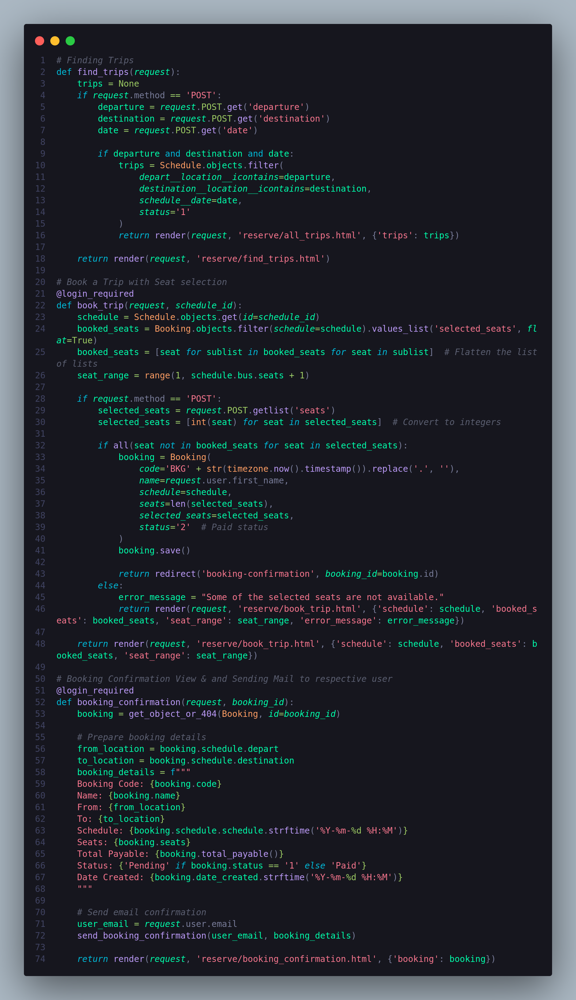 1 # Finding Trips
2 def find_trips(request):
3     trips = None
4     if request.method == 'POST':
5         departure = request.POST.get('departure')
6         destination = request.POST.get('destination')
7         date = request.POST.get('date')
8
9         if departure and destination and date:
10             trips = Schedule.objects.filter(
11                 depart__location__icontains=departure,
12                 destination__location__icontains=destination,
13                 schedule__date=date,
14                 status='1'
15             )
16             return render(request, 'reserve/all_trips.html', {'trips': trips})
17
18     return render(request, 'reserve/find_trips.html')
19
20 # Book a Trip with Seat selection
21 @login_required
22 def book_trip(request, schedule_id):
23     schedule = Schedule.objects.get(id=schedule_id)
24     booked_seats = Booking.objects.filter(schedule=schedule).values_list('selected_seats', fl
at=True)
25     booked_seats = [seat for sublist in booked_seats for seat in sublist]  # Flatten the list
of lists
26     seat_range = range(1, schedule.bus.seats + 1)
27
28     if request.method == 'POST':
29         selected_seats = request.POST.getlist('seats')
30         selected_seats = [int(seat) for seat in selected_seats]  # Convert to integers
31
32         if all(seat not in booked_seats for seat in selected_seats):
33             booking = Booking(
34                 code='BKG' + str(timezone.now().timestamp()).replace('.', ''),
35                 name=request.user.first_name,
36                 schedule=schedule,
37                 seats=len(selected_seats),
38                 selected_seats=selected_seats,
39                 status='2'  # Paid status
40             )
41             booking.save()
42
43             return redirect('booking-confirmation', booking_id=booking.id)
44         else:
45             error_message = "Some of the selected seats are not available."
46             return render(request, 'reserve/book_trip.html', {'schedule': schedule, 'booked_s
eats': booked_seats, 'seat_range': seat_range, 'error_message': error_message})
47
48     return render(request, 'reserve/book_trip.html', {'schedule': schedule, 'booked_seats': b
ooked_seats, 'seat_range': seat_range})
49
50 # Booking Confirmation View & and Sending Mail to respective user
51 @login_required
52 def booking_confirmation(request, booking_id):
53     booking = get_object_or_404(Booking, id=booking_id)
54
55     # Prepare booking details
56     from_location = booking.schedule.depart
57     to_location = booking.schedule.destination
58     booking_details = f"""
59     Booking Code: {booking.code}
60     Name: {booking.name}
61     From: {from_location}
62     To: {to_location}
63     Schedule: {booking.schedule.schedule.strftime('%Y-%m-%d %H:%M')}
64     Seats: {booking.seats}
65     Total Payable: {booking.total_payable()}
66     Status: {'Pending' if booking.status == '1' else 'Paid'}
67     Date Created: {booking.date_created.strftime('%Y-%m-%d %H:%M')}
68     """
69
70     # Send email confirmation
71     user_email = request.user.email
72     send_booking_confirmation(user_email, booking_details)
73
74     return render(request, 'reserve/booking_confirmation.html', {'booking': booking})